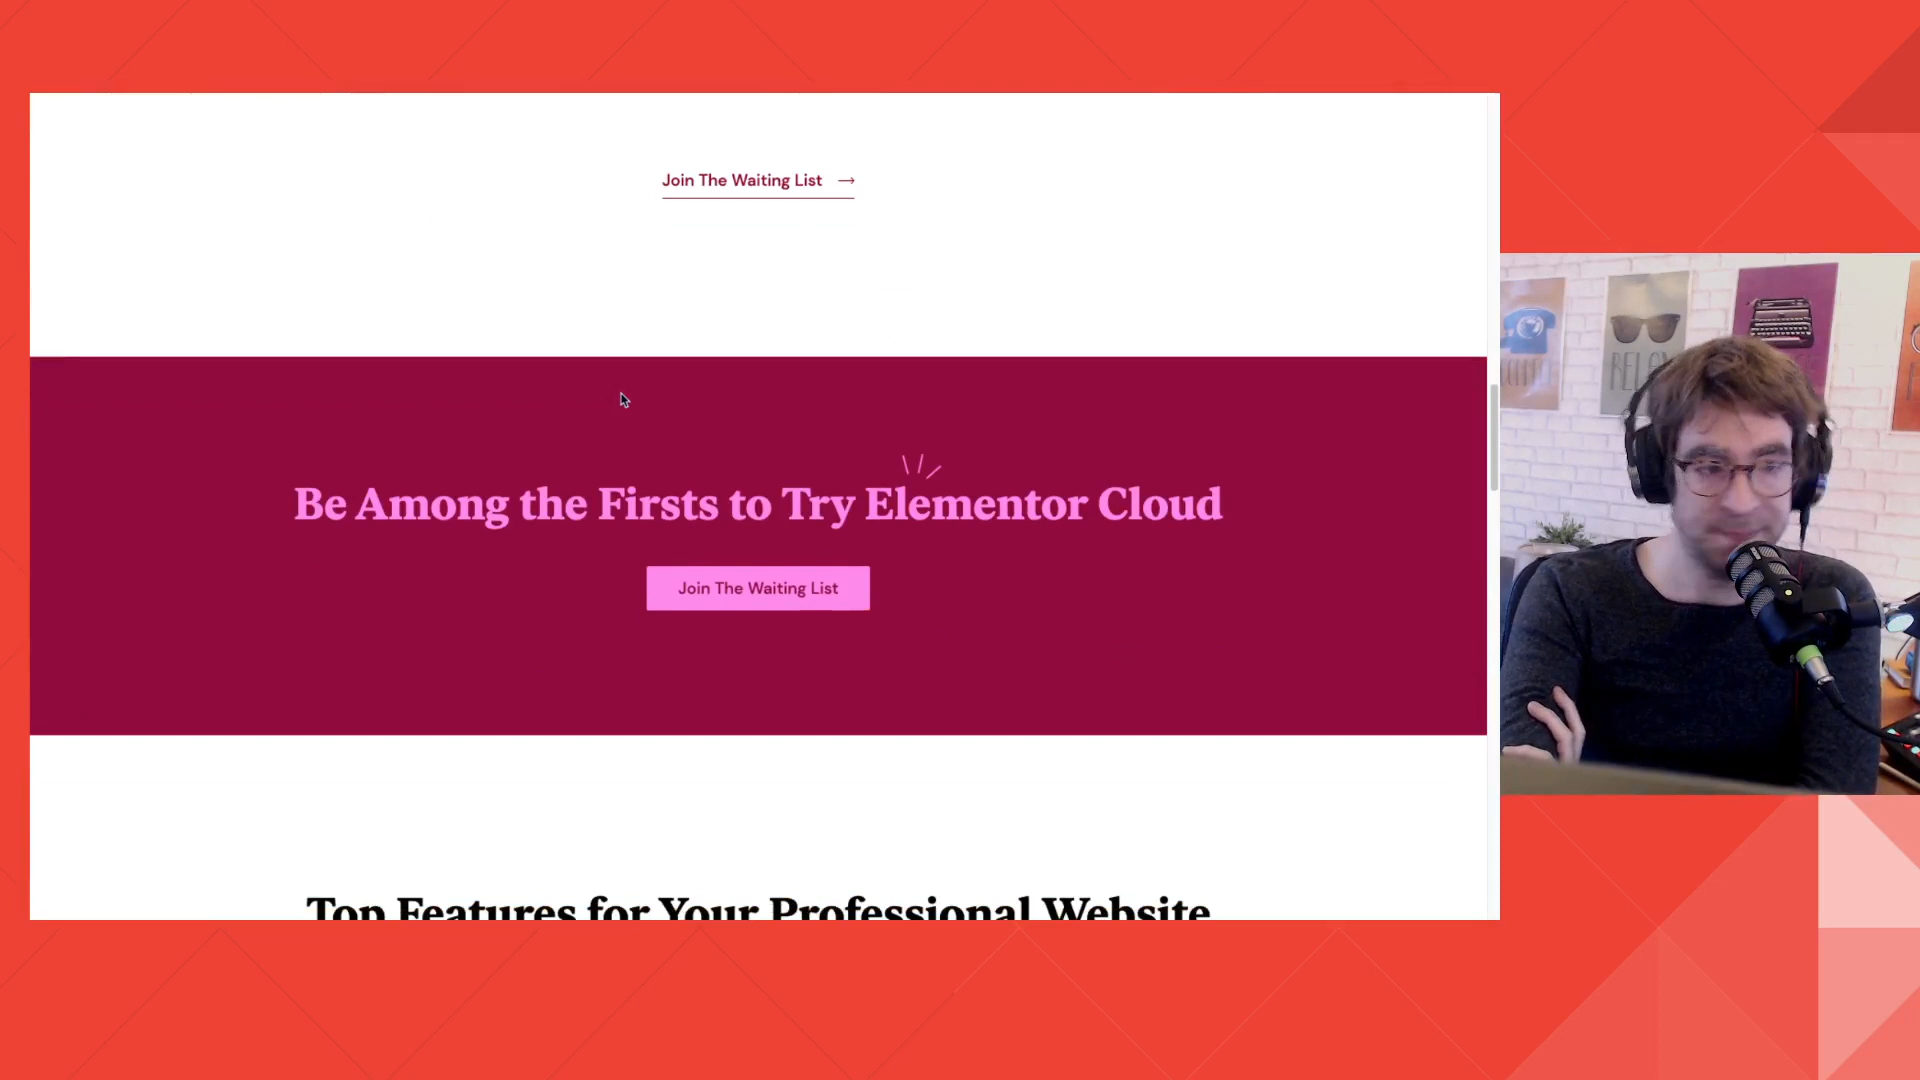 Join The Waiting List →
Be Among the Firsts to Try Elementor Cloud
Join The Waiting List
Top Features for Your Professional Website